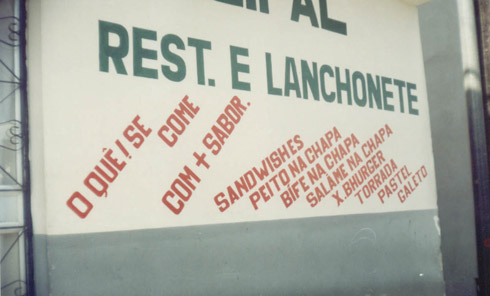 REST. E LANCHONETE
O QUÊ! SE COME
COM + SABOR.
SANDWISHES
PEITO NA CHAPA
BIFE NA CHAPA
SALAME NA CHAPA
X.BHURGER
TORRADA
PASTEL
GALETO